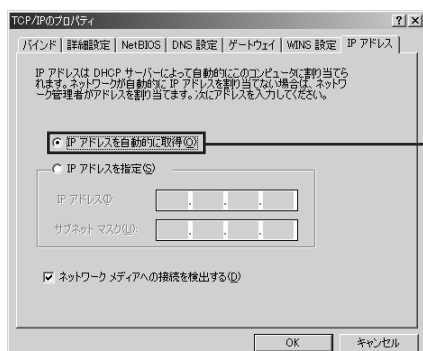 TCP/IPのプロパティ
バインド 詳細設定 NetBIOS DNS 設定 ゲートウェイ WINS 設定 IP アドレス
IP アドレスは DHCP サーバーによって自動的にこのコンピュータに割り当てら
れます。ネットワークが自動的に IP アドレスを割り当てない場合は、ネットワ
ーク管理者がアドレスを割り当てます。次にアドレスを入力してください。
IP アドレスを自動的に取得(O)
IP アドレスを指定(S)
IP アドレス(I):
サブネット マスク(U):
ネットワーク メディアへの接続を検出する(D)
OK キャンセル